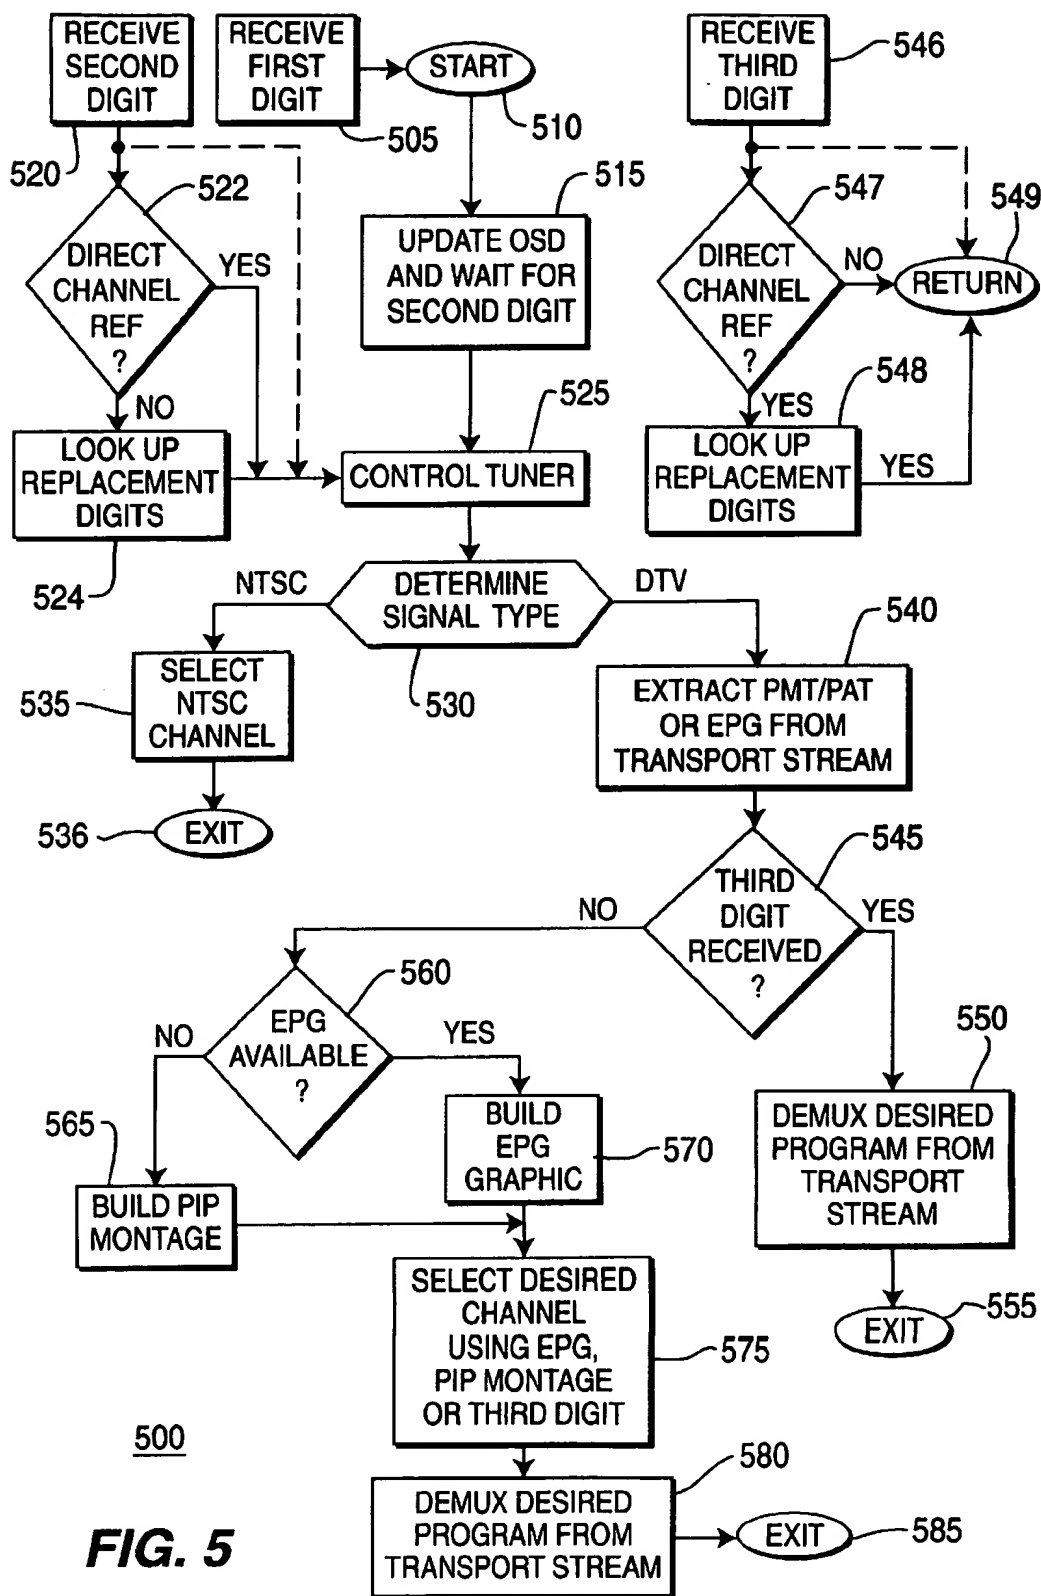 RECEIVE
SECOND
DIGIT
520
RECEIVE
FIRST
DIGIT
505
START
510
RECEIVE
THIRD
DIGIT
546
522
DIRECT
CHANNEL
REF
?
YES
NO
LOOK UP
REPLACEMENT
DIGITS
524
515
UPDATE OSD
AND WAIT FOR
SECOND DIGIT
525
CONTROL TUNER
547
DIRECT
CHANNEL
REF
?
NO
549
RETURN
YES
548
LOOK UP
REPLACEMENT
DIGITS
YES
NTSC
DETERMINE
SIGNAL TYPE
DTV
530
535
SELECT
NTSC
CHANNEL
536
EXIT
540
EXTRACT PMT/PAT
OR EPG FROM
TRANSPORT STREAM
545
THIRD
DIGIT
RECEIVED
?
NO
YES
560
EPG
AVAILABLE
?
NO
YES
565
BUILD PIP
MONTAGE
BUILD
EPG
GRAPHIC
570
550
DEMUX DESIRED
PROGRAM FROM
TRANSPORT
STREAM
EXIT
555
SELECT DESIRED
CHANNEL
USING EPG,
PIP MONTAGE
OR THIRD DIGIT
575
500
580
DEMUX DESIRED
PROGRAM FROM
TRANSPORT STREAM
EXIT
585
FIG. 5